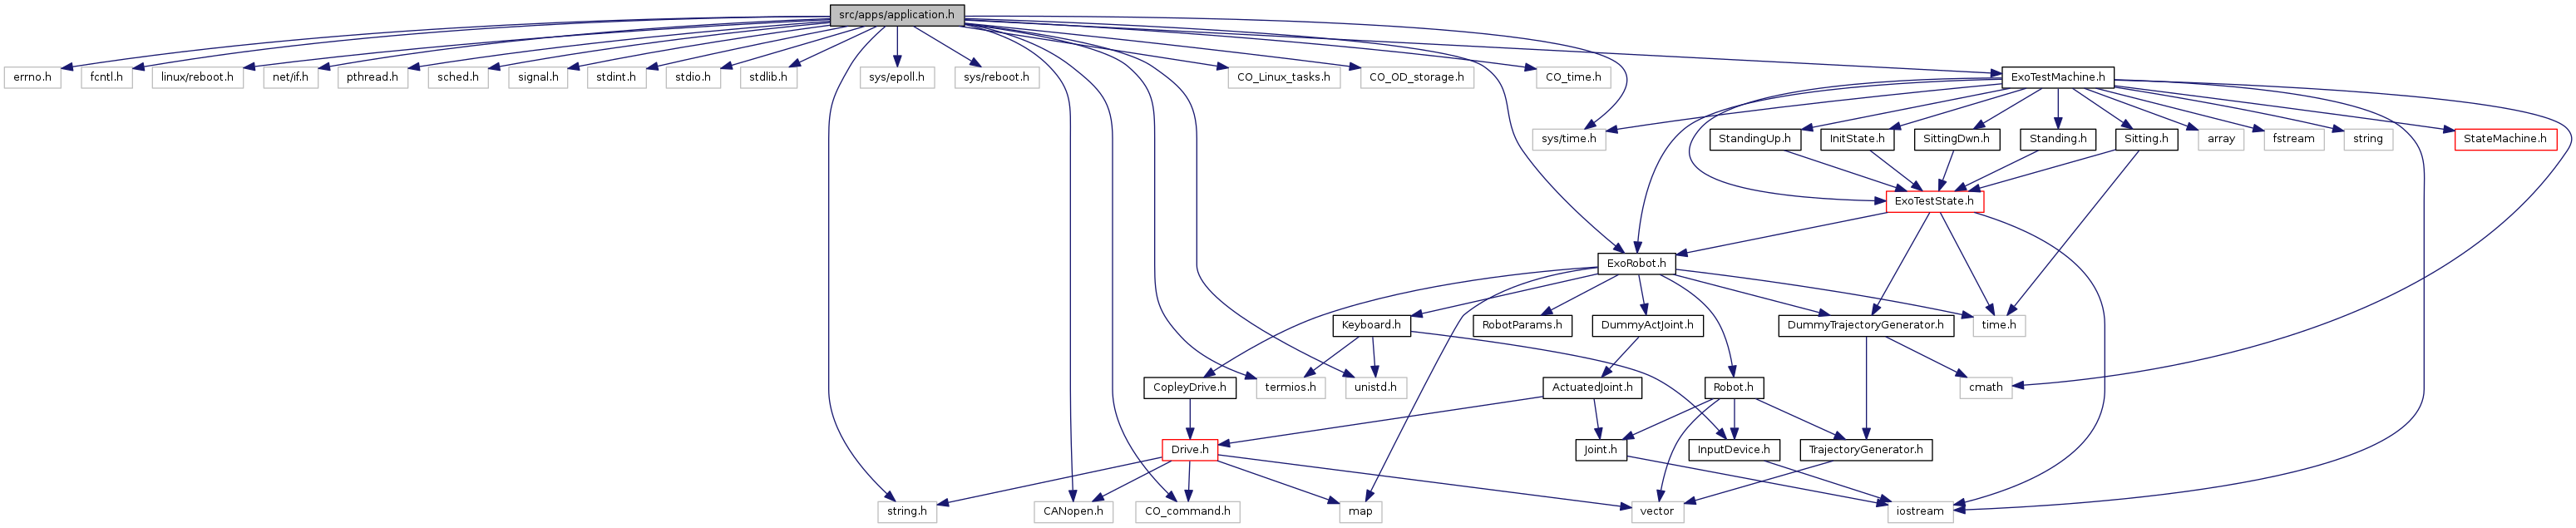 src/apps/application.h
errno.h
fcntl.h
linux/reboot.h
net/if.h
pthread.h
sched.h
signal.h
stdint.h
stdio.h
stdlib.h
sys/epoll.h
sys/reboot.h
CO_Linux_tasks.h
CO_OD_storage.h
CO_time.h
ExoTestMachine.h
sys/time.h
StandingUp.h
InitState.h
SittingDwn.h
Standing.h
Sitting.h
array
fstream
string
StateMachine.h
ExoTestState.h
ExoRobot.h
Keyboard.h
RobotParams.h
DummyActJoint.h
DummyTrajectoryGenerator.h
time.h
CopleyDrive.h
termios.h
unistd.h
ActuatedJoint.h
Robot.h
cmath
Drive.h
Joint.h
InputDevice.h
TrajectoryGenerator.h
string.h
CANopen.h
CO_command.h
map
vector
iostream